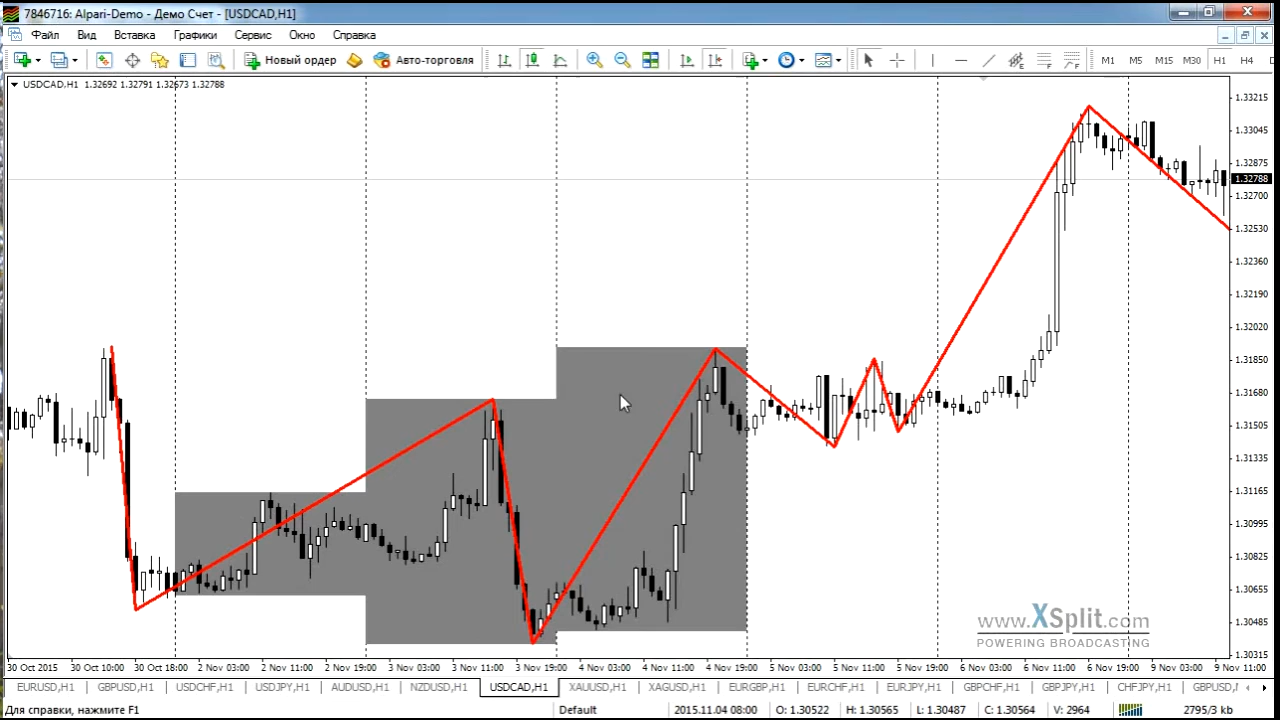 7846716: Alpari-Demo - Демо Счет - [USDCAD,H1]
Файл Вид Вставка Графики Сервис Окно Справка
Новый ордер Авто-торговля M1 M5 M15 M30 H1 H4
USDCAD,H1 1.32692 1.32791 1.32673 1.32788
1.33215
1.33045
1.32875
1.32788
1.32700
1.32530
1.32360
1.32190
1.32020
1.31850
1.31680
1.31505
1.31335
1.31165
1.30995
1.30825
1.30655
1.30485
1.30315
www.XSplit.com
POWERING BROADCASTING
30 Oct 2015 30 Oct 10:00 30 Oct 18:00 2 Nov 03:00 2 Nov 11:00 2 Nov 19:00 3 Nov 03:00 3 Nov 11:00 3 Nov 19:00 4 Nov 03:00 4 Nov 11:00 4 Nov 19:00 5 Nov 03:00 5 Nov 11:00 5 Nov 19:00 6 Nov 03:00 6 Nov 11:00 6 Nov 19:00 9 Nov 03:00 9 Nov 11:00
EURUSD,H1 GBPUSD,H1 USDCHF,H1 USDJPY,H1 AUDUSD,H1 NZDUSD,H1 USDCAD,H1 XAUUSD,H1 XAGUSD,H1 EURGBP,H1 EURCHF,H1 EURJPY,H1 GBPCHF,H1 GBPJPY,H1 CHFJPY,H1 GBPUSD,
Для справки, нажмите F1 Default 2015.11.04 08:00 O: 1.30522 H: 1.30565 L: 1.30487 C: 1.30564 V: 2964 2795/3 kb